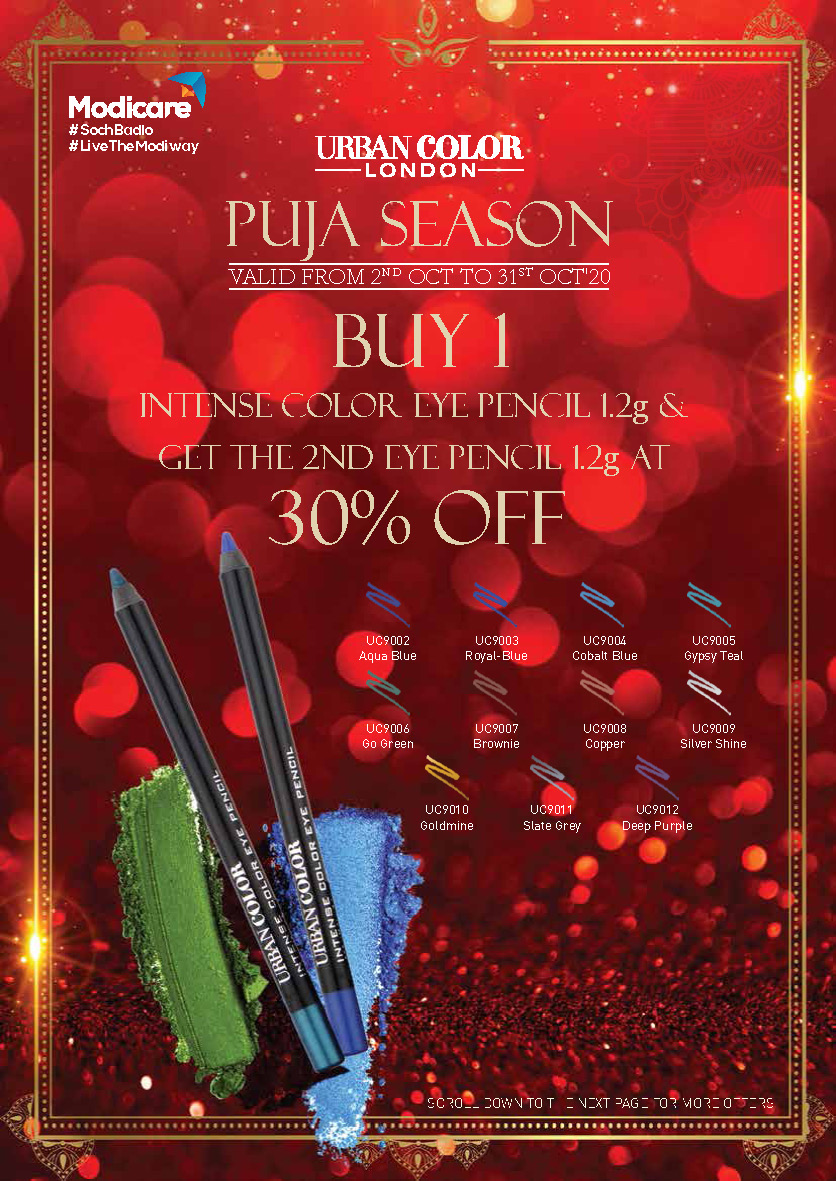 Modicare
#SochBadlo
#LiveTheModiway
URBAN COLOR
LONDON
PUJA SEASON
VALID FROM 2ND OCT TO 31ST OCT'20
BUY 1
INTENSE COLOR EYE PENCIL 1.2g &
GET THE 2ND EYE PENCIL 1.2g AT
30% OFF
UC9002 UC9003 UC9004 UC9005
Aqua Blue Royal-Blue Cobalt Blue Gypsy Teal
UC9006 UC9007 UC9008 UC9009
Go Green Brownie Copper Silver Shine
UC9010 UC9011 UC9012
Goldmine Slate Grey Deep Purple
URBAN COLOR
INTENSE COLOR EYE PENCIL
URBAN COLOR
INTENSE COLOR EYE PENCIL
SCROLL DOWN TO THE NEXT PAGE FOR MORE OFFERS